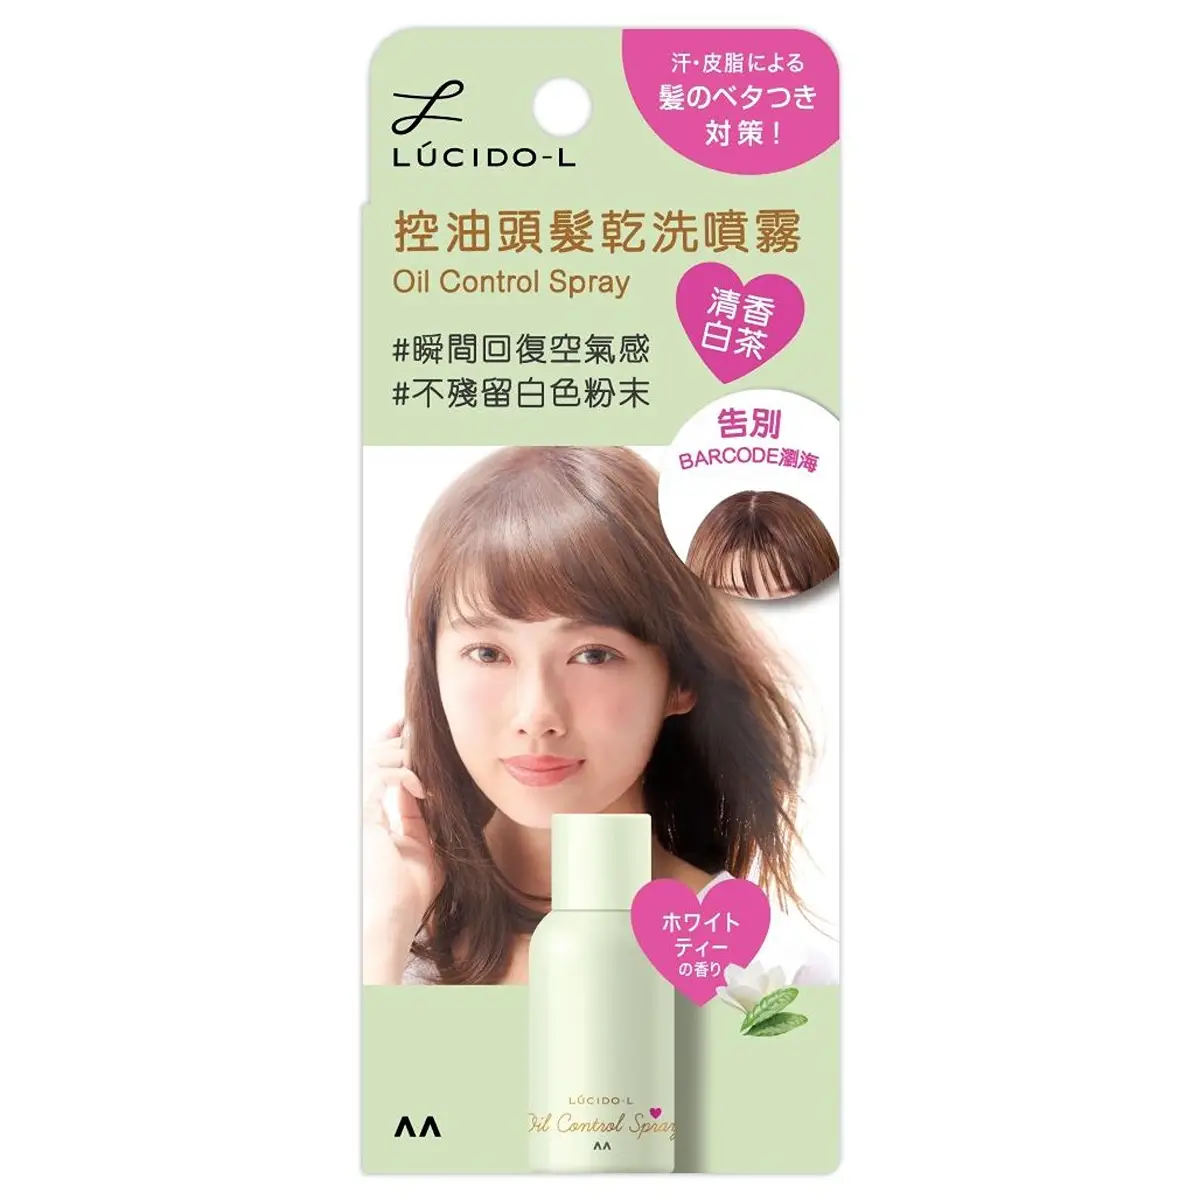 LÚCIDO-L
汗・皮脂による
髪のベタつき
対策！
控油頭髮乾洗噴霧
Oil Control Spray
清香
白茶
#瞬間回復空氣感
#不殘留白色粉末
告別
BARCODE瀏海
ホワイト
ティー
の香り
LÚCIDO-L
Oil Control Spray